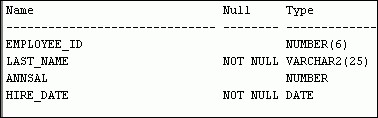 Name Null Type
------------------------------ -------- ------------
EMPLOYEE_ID NUMBER(6)
LAST_NAME NOT NULL VARCHAR2(25)
ANNSAL NUMBER
HIRE_DATE NOT NULL DATE